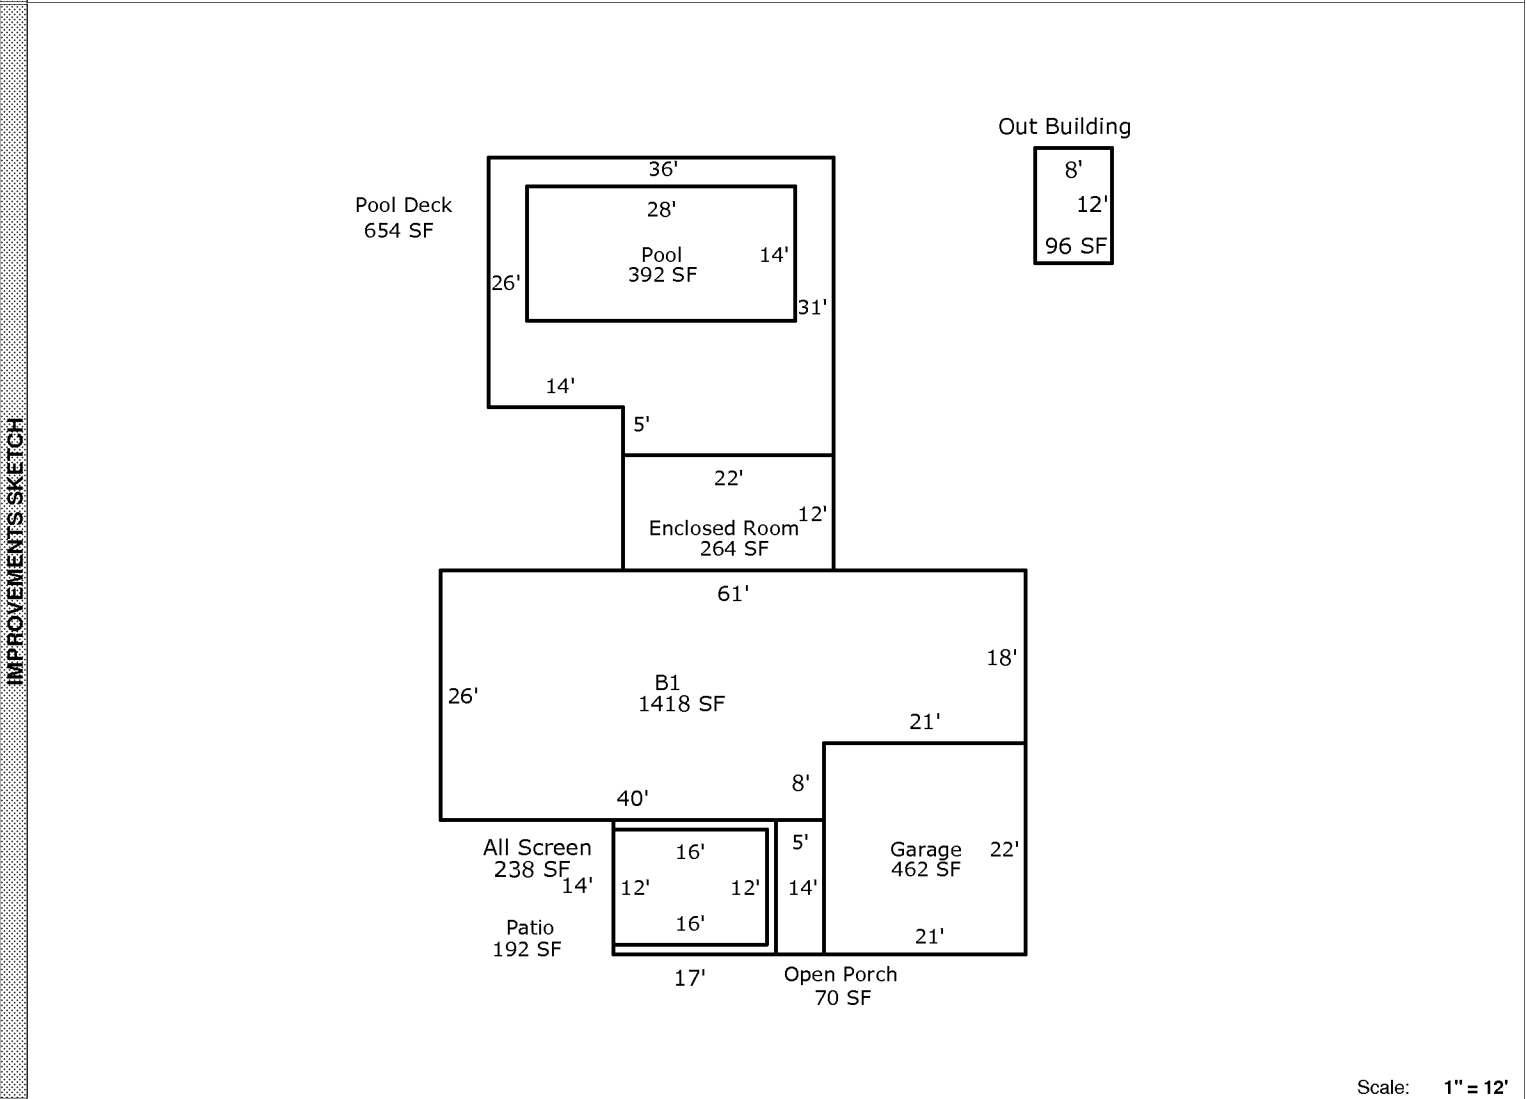 IMPROVEMENTS SKETCH
Out Building
8'
12'
96 SF
36'
Pool Deck
654 SF
28'
Pool
392 SF
14'
26'
31'
14'
5'
22'
12'
Enclosed Room
264 SF
61'
18'
B1
1418 SF
26'
21'
8'
40'
All Screen
238 SF
14'
16'
12'
12'
16'
5'
14'
Garage
462 SF
22'
21'
Patio
192 SF
17'
Open Porch
70 SF
Scale: 1" = 12'